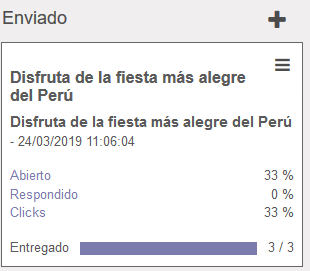 Enviado
Disfruta de la fiesta más alegre
del Perú
Disfruta de la fiesta más alegre del Perú
- 24/03/2019 11:06:04
Abierto 33 %
Respondido 0 %
Clicks 33 %
Entregado 3 / 3